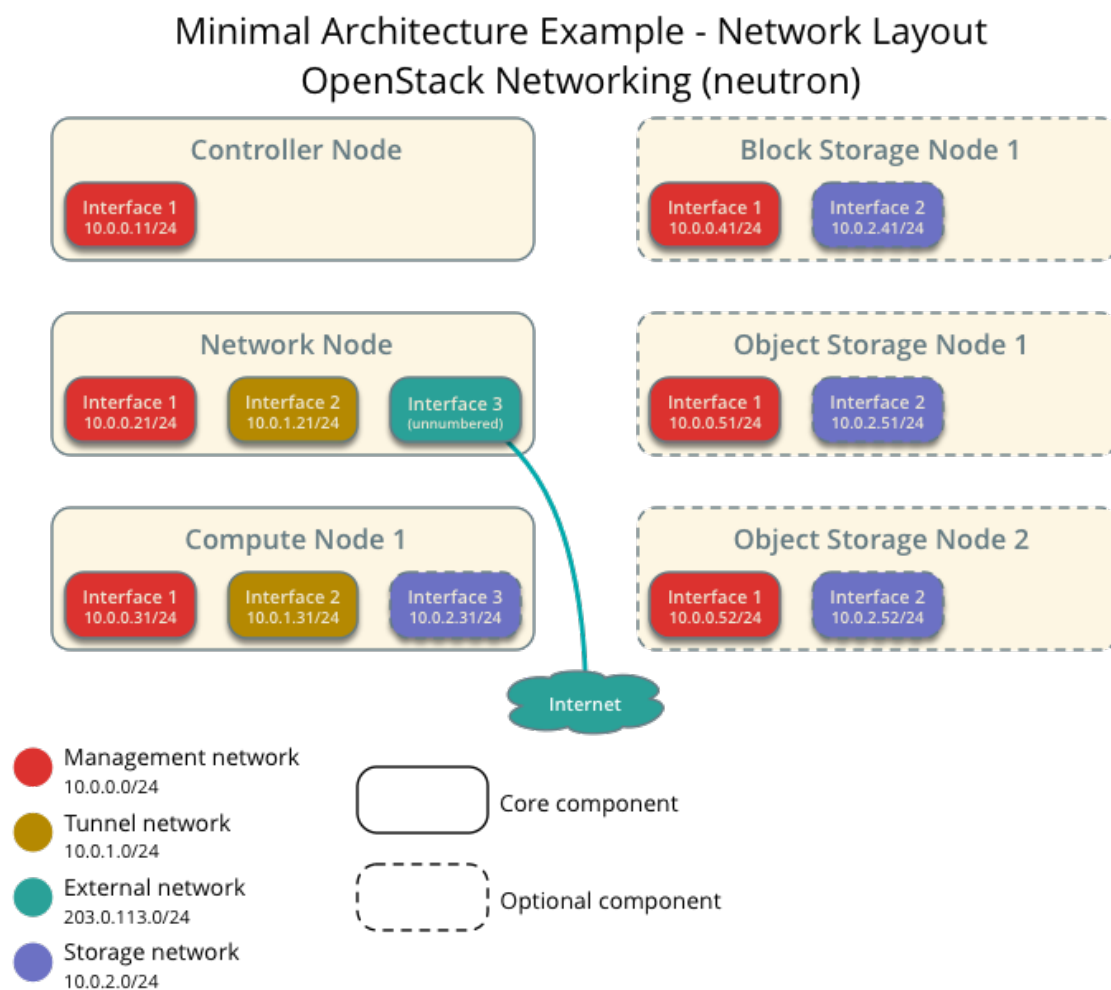 Minimal Architecture Example - Network Layout
OpenStack Networking (neutron)
Controller Node
Interface 1
10.0.0.11/24
Block Storage Node 1
Interface 1
10.0.0.41/24
Interface 2
10.0.2.41/24
Network Node
Interface 1
10.0.0.21/24
Interface 2
10.0.1.21/24
Interface 3
(unnumbered)
Object Storage Node 1
Interface 1
10.0.0.51/24
Interface 2
10.0.2.51/24
Compute Node 1
Interface 1
10.0.0.31/24
Interface 2
10.0.1.31/24
Interface 3
10.0.2.31/24
Object Storage Node 2
Interface 1
10.0.0.52/24
Interface 2
10.0.2.52/24
Internet
Management network
10.0.0.0/24
Tunnel network
10.0.1.0/24
External network
203.0.113.0/24
Storage network
10.0.2.0/24
Core component
Optional component